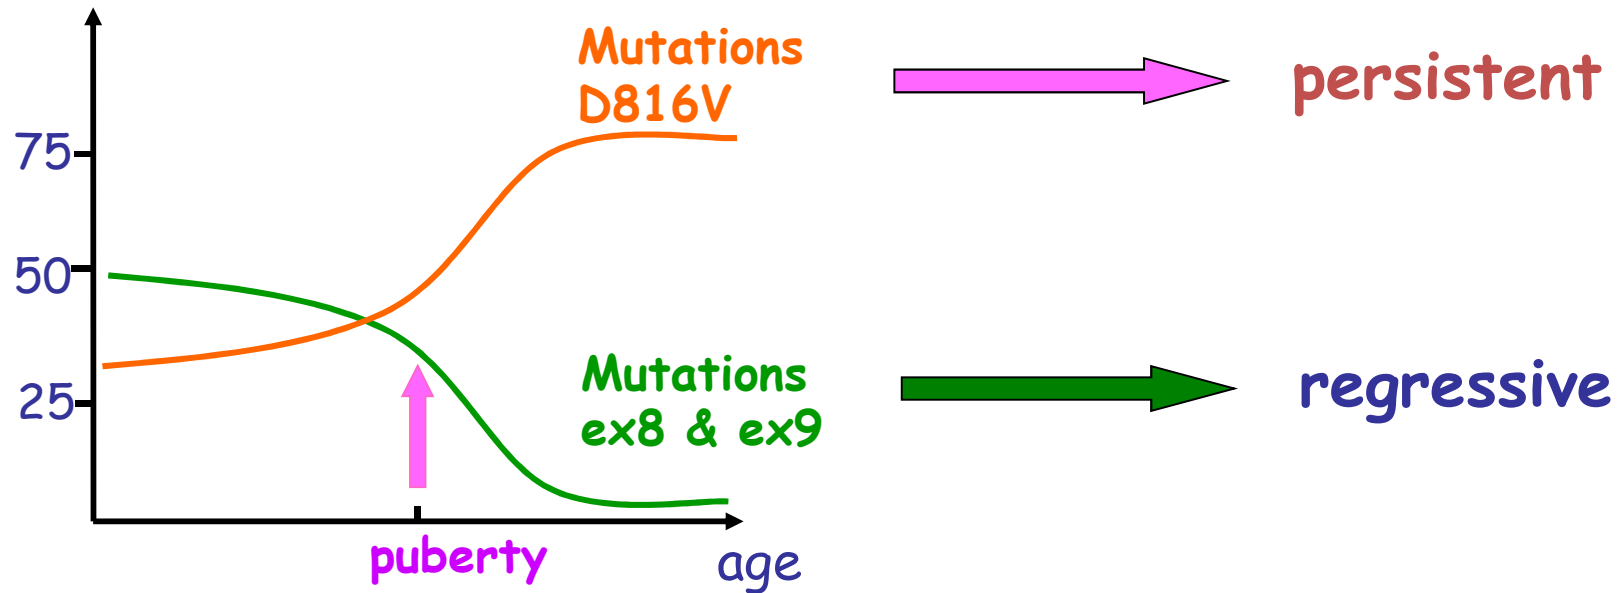 Mutations
D816V
persistent
75
50
25
Mutations
ex8 & ex9
regressive
puberty
age